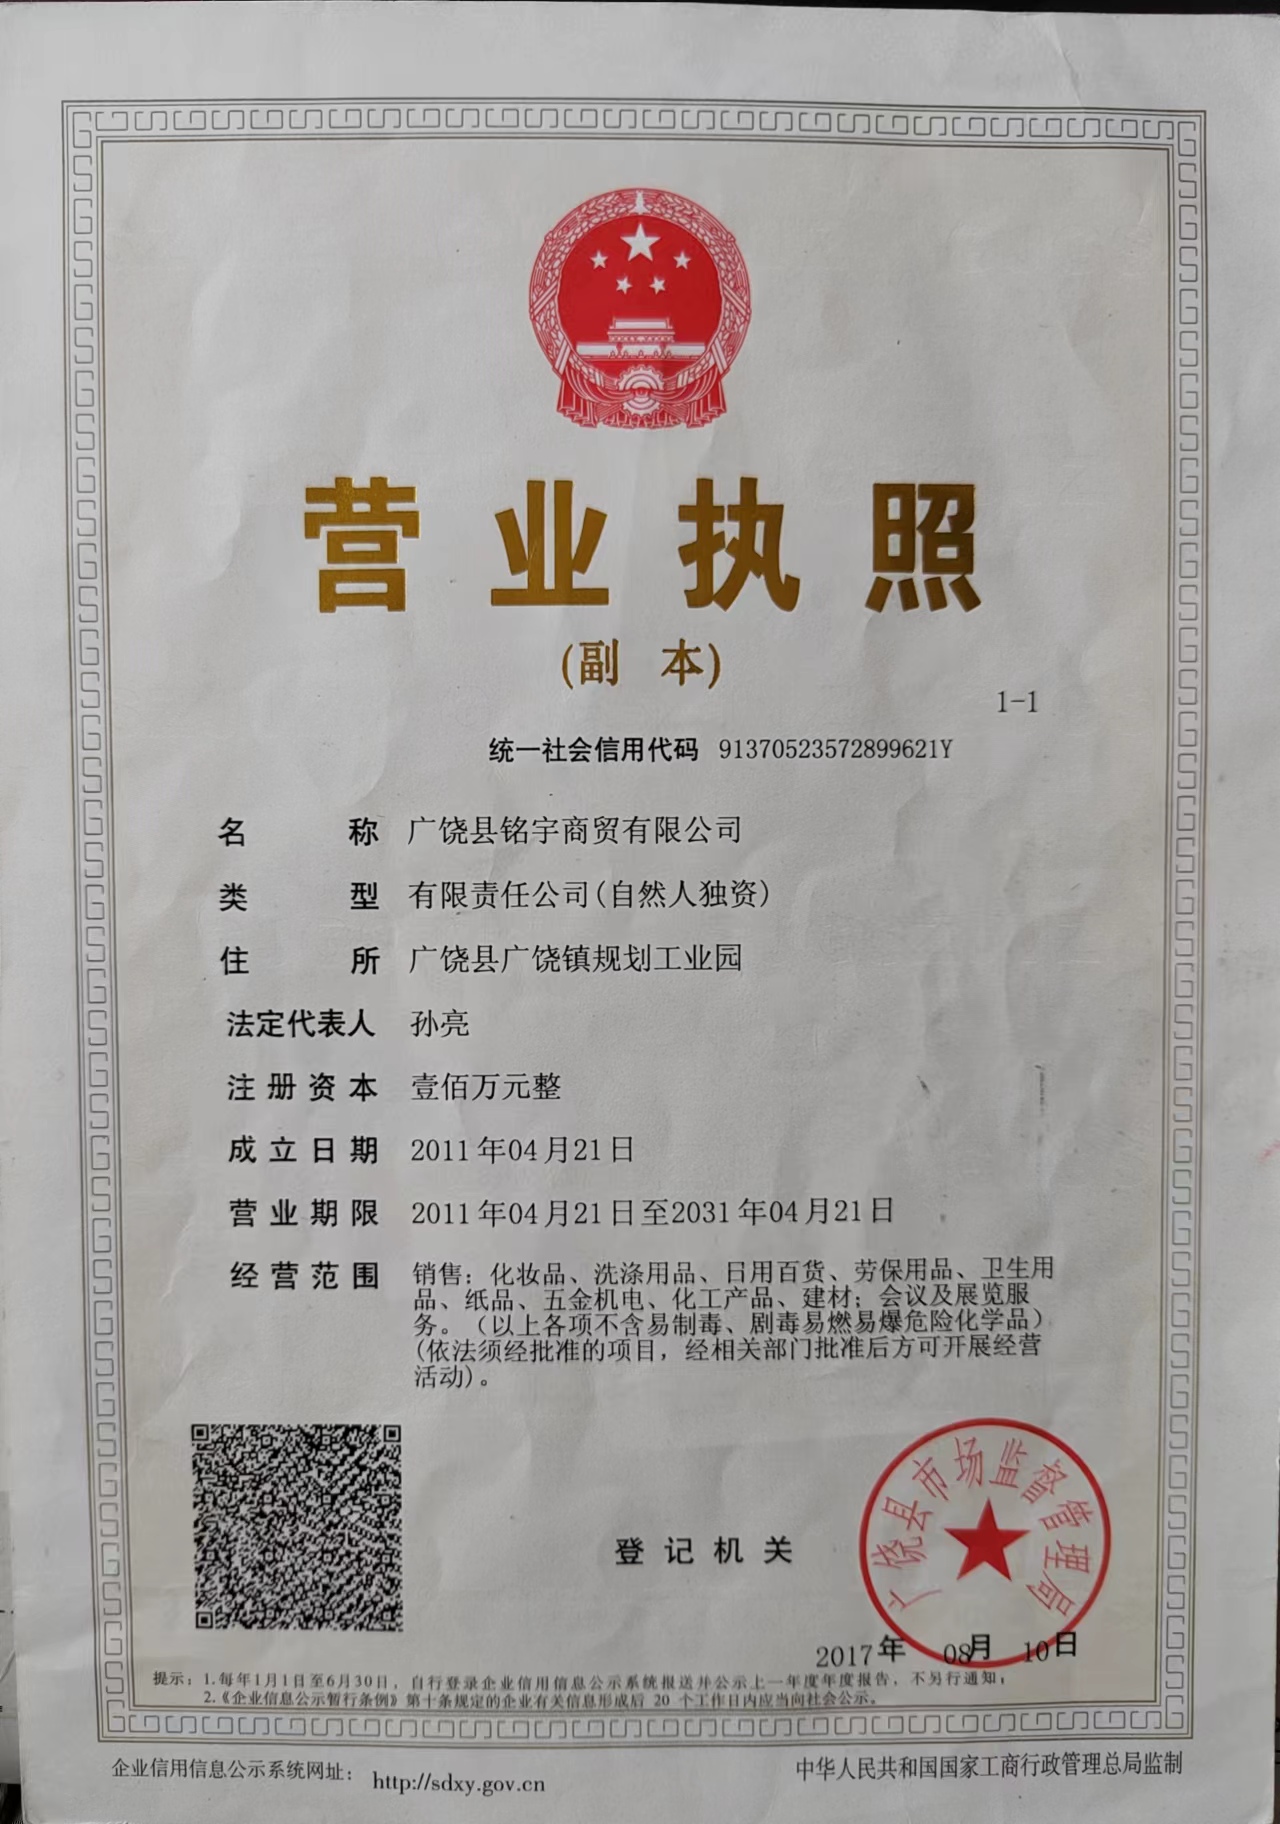 营业执照
(副 本)
1-1
统一社会信用代码 91370523572899621Y
名 称 广饶县铭宇商贸有限公司
类 型 有限责任公司(自然人独资)
住 所 广饶县广饶镇规划工业园
法定代表人 孙亮
注册资本 壹佰万元整
成立日期 2011年04月21日
营业期限 2011年04月21日至2031年04月21日
经营范围 销售：化妆品、洗涤用品、日用百货、劳保用品、卫生用
品、纸品、五金机电、化工产品、建材；会议及展览服
务。（以上各项不含易制毒、剧毒易燃易爆危险化学品）
(依法须经批准的项目，经相关部门批准后方可开展经营
活动)。
广饶县市场监督管理局
登记机关
2017年 08月 10日
提示：1.每年1月1日至6月30日，自行登录企业信用信息公示系统报送并公示上一年度年度报告，不另行通知；
2.《企业信息公示暂行条例》第十条规定的企业有关信息形成后 20 个工作日内应当向社会公示。
企业信用信息公示系统网址： http://sdxy.gov.cn
中华人民共和国国家工商行政管理总局监制